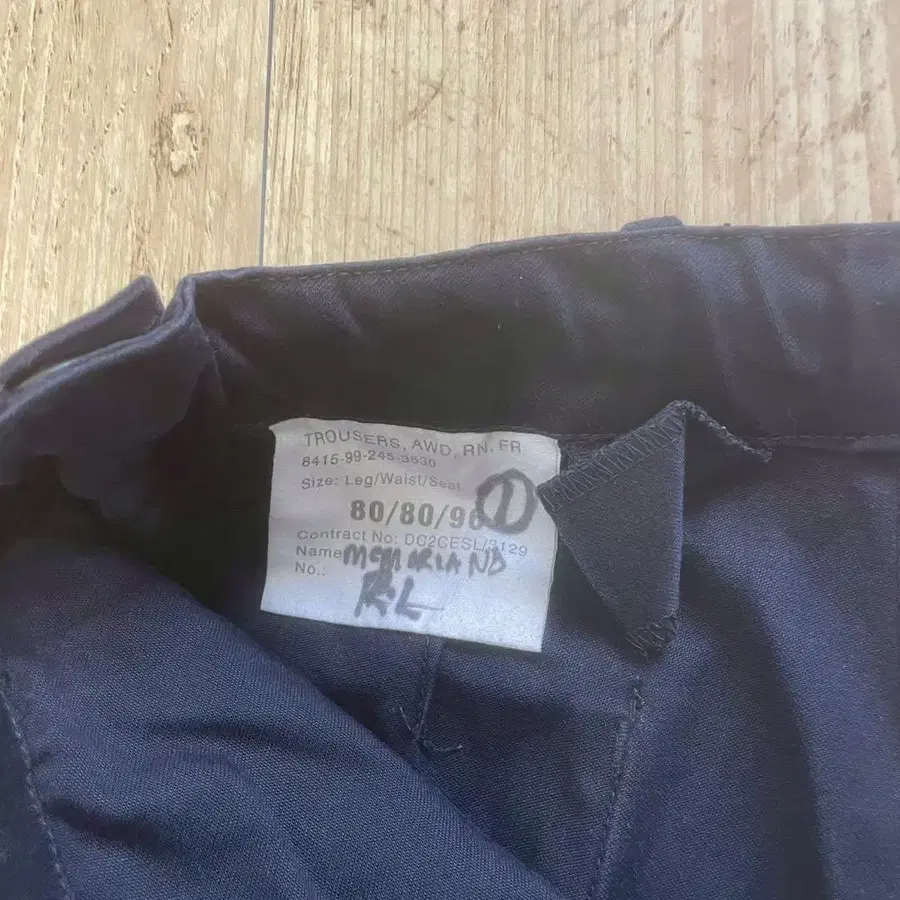 TROUSERS, AWD, RN, FR
8415-99-245-3530
Size: Leg/Waist/Seat
80/80/96 1
Contract No: DC2CESL/3129
Name
No.:
R.L